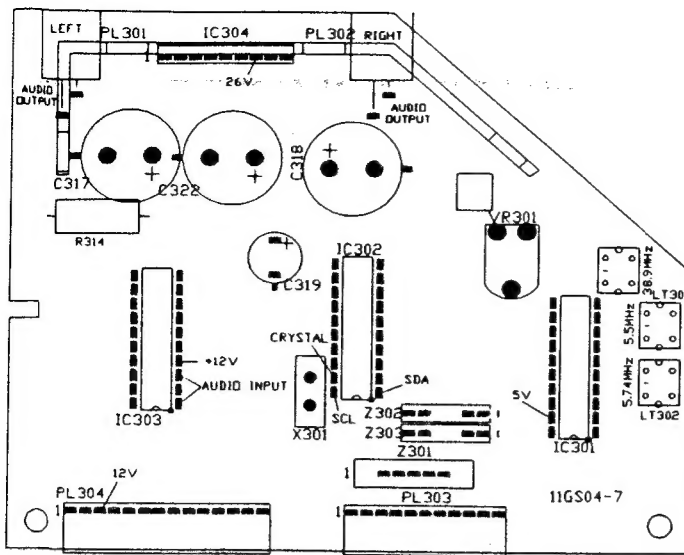 LEFT
PL301
IC304
PL302
RIGHT
1
26V
AUDIO
OUTPUT
AUDIO
OUTPUT
C317
C322
C318
R314
VR301
IC302
C319
38.9MHz
5.5MHz
5.74MHz
LT302
CRYSTAL
+12V
AUDIO INPUT
SDA
SCL
5V
IC303
X301
Z302
Z303
Z301
IC301
1
PL304
12V
PL303
11GS04-7
1
1